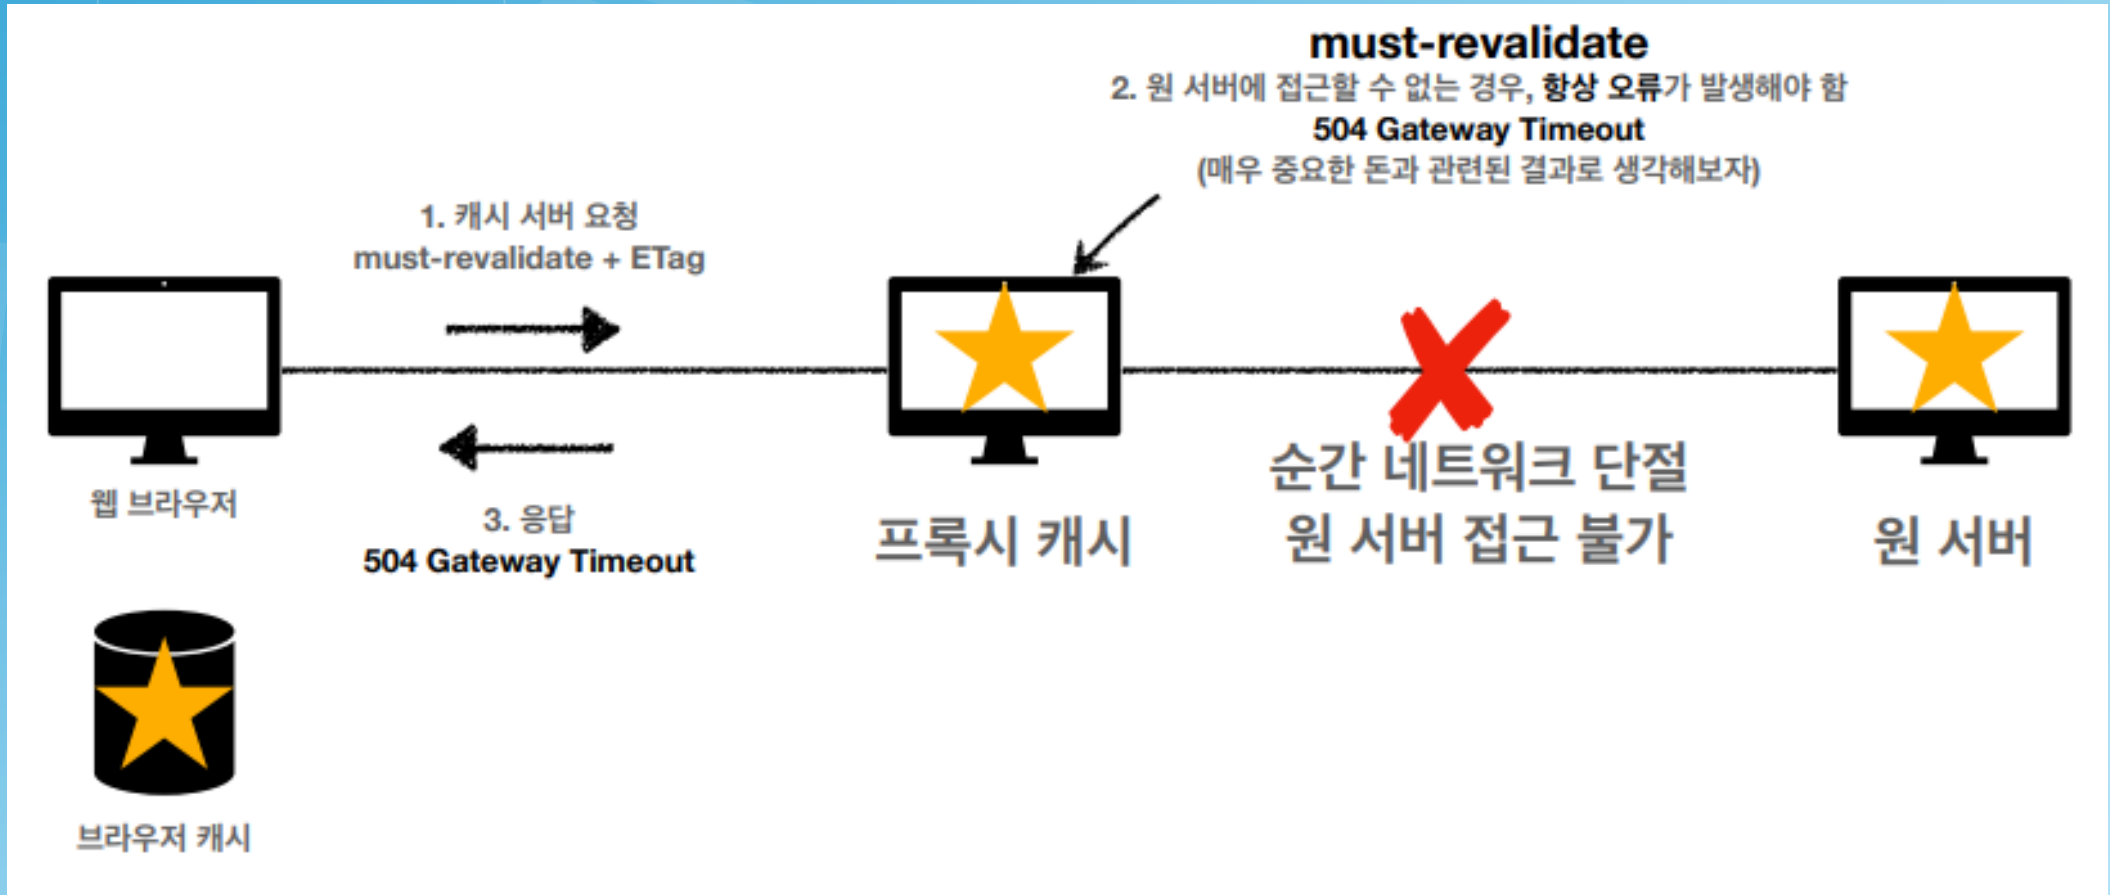 must-revalidate
2. 원 서버에 접근할 수 없는 경우, 항상 오류가 발생해야 함
504 Gateway Timeout
(매우 중요한 돈과 관련된 결과로 생각해보자)
1. 캐시 서버 요청
must-revalidate + ETag
웹 브라우저
3. 응답
504 Gateway Timeout
프록시 캐시
순간 네트워크 단절
원 서버 접근 불가
원 서버
브라우저 캐시